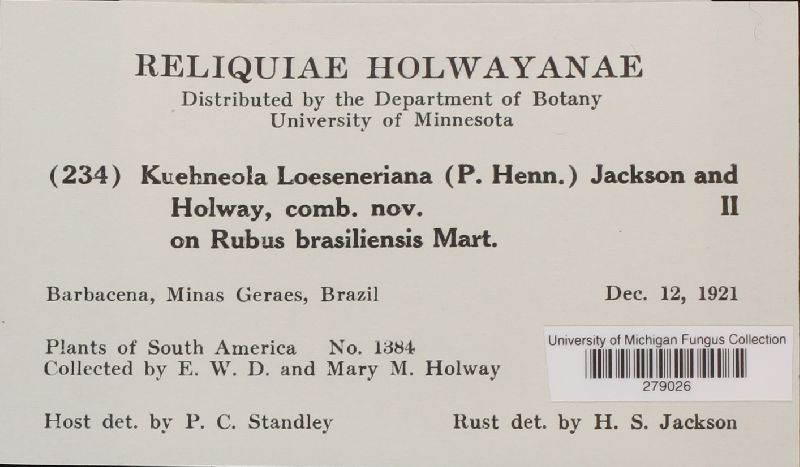 RELIQUIAE HOLWAYANAE
Distributed by the Department of Botany
University of Minnesota
(234) Kuehneola Loeseneriana (P. Henn.) Jackson and
Holway, comb. nov. II
on Rubus brasiliensis Mart.
Barbacena, Minas Geraes, Brazil Dec. 12, 1921
Plants of South America No. 1384
Collected by E. W. D. and Mary M. Holway
University of Michigan Fungus Collection
279026
Host det. by P. C. Standley Rust det. by H. S. Jackson